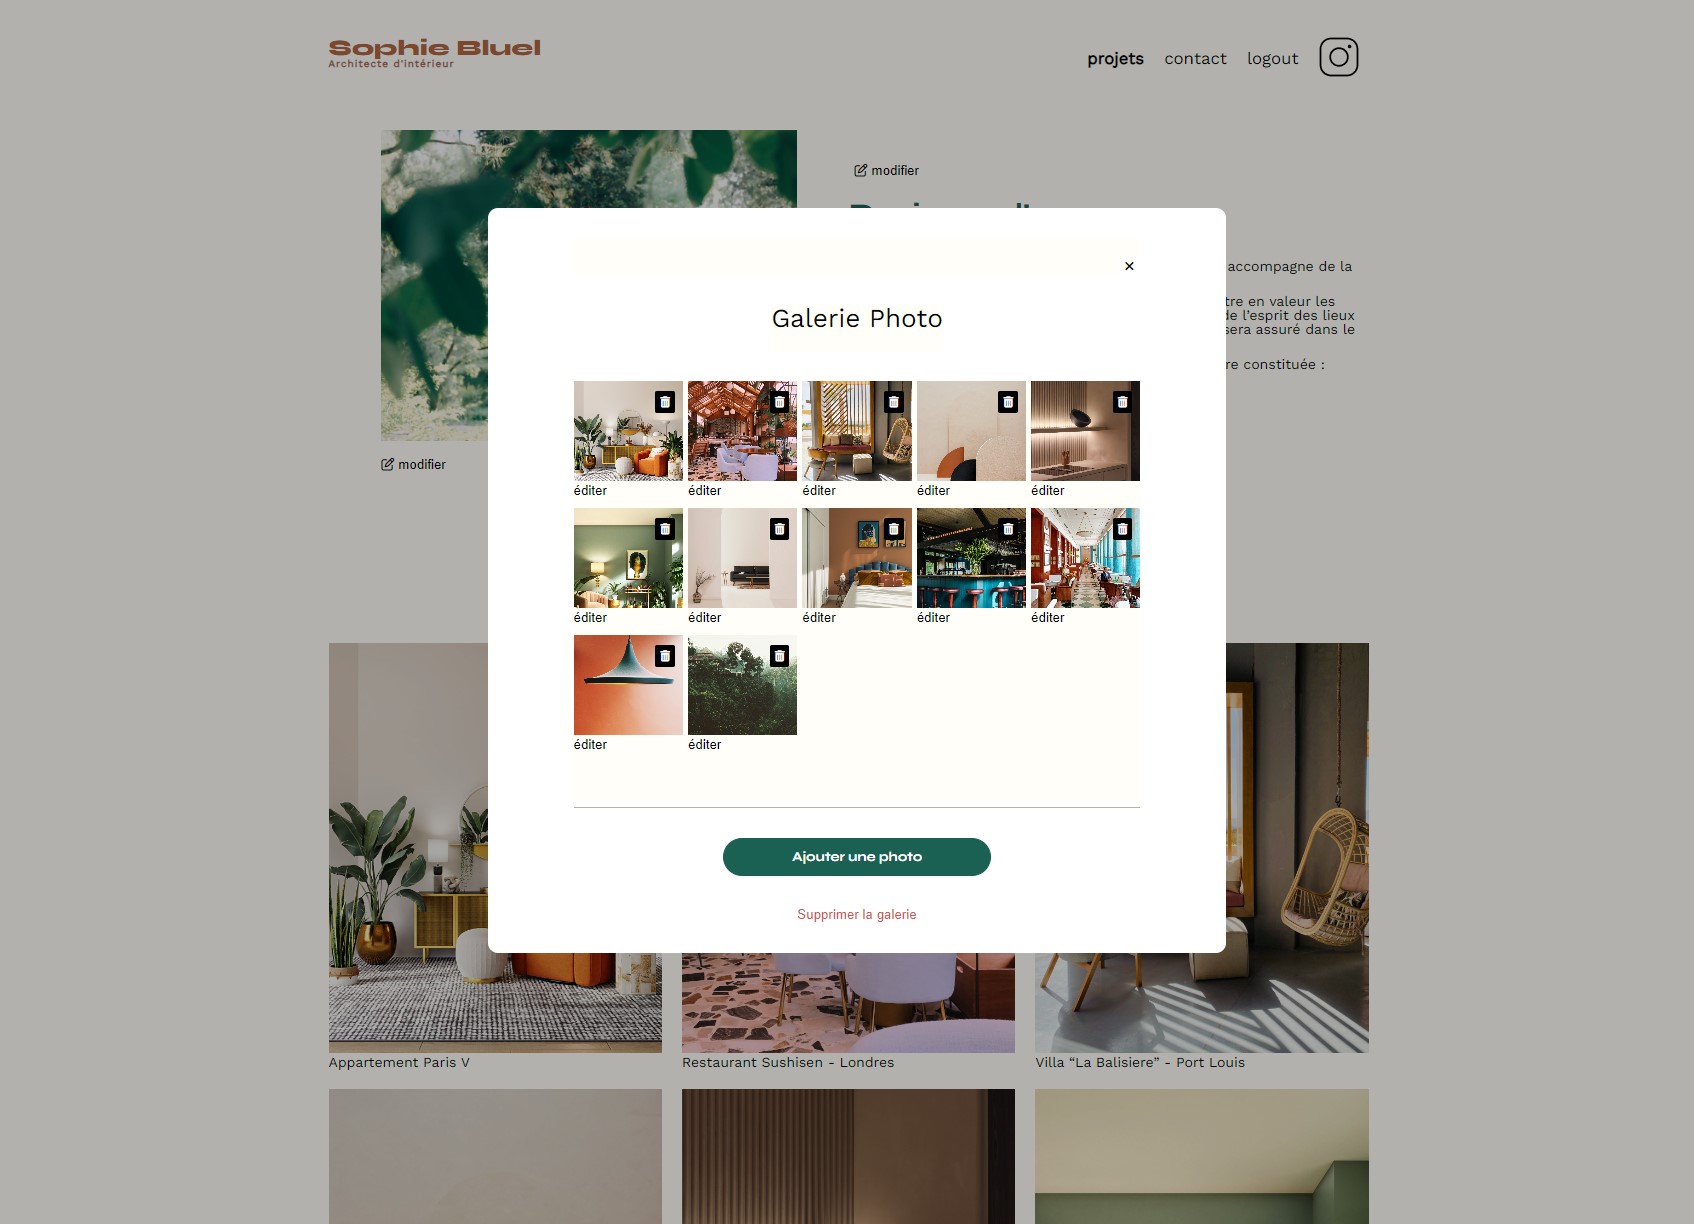 Sophie Bluel
Architecte d'intérieur
projets
contact
logout
modifier
accompagne de la
tre en valeur les
de l'esprit des lieux
sera assuré dans le
re constituée :
modifier
×
Galerie Photo
éditer
éditer
éditer
éditer
éditer
éditer
éditer
éditer
éditer
éditer
éditer
éditer
Ajouter une photo
Supprimer la galerie
Appartement Paris V
Restaurant Sushisen - Londres
Villa “La Balisiere” - Port Louis